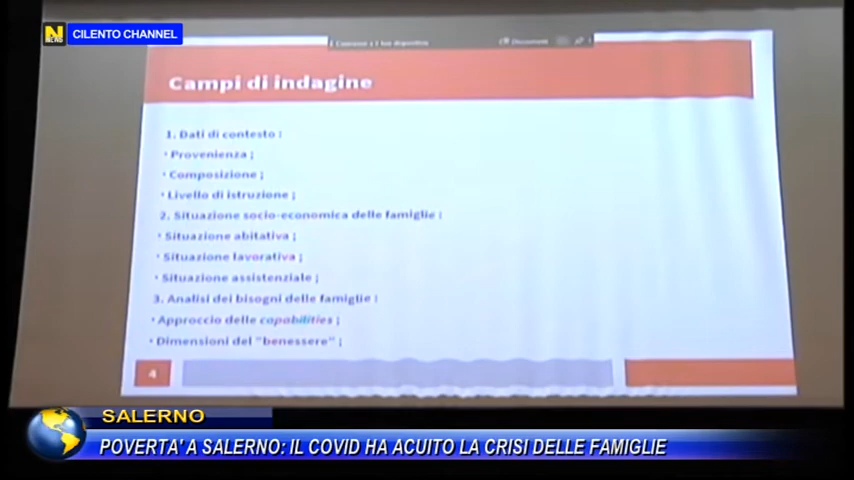 CILENTO CHANNEL
Campi di indagine
1. Dati di contesto :
• Provenienza ;
• Composizione ;
• Livello di istruzione ;
2. Situazione socio-economica delle famiglie :
• Situazione abitativa ;
• Situazione lavorativa ;
• Situazione assistenziale ;
3. Analisi dei bisogni delle famiglie :
• Approccio delle capabilities ;
• Dimensioni del "benessere" ;
4
SALERNO
POVERTA' A SALERNO: IL COVID HA ACUITO LA CRISI DELLE FAMIGLIE